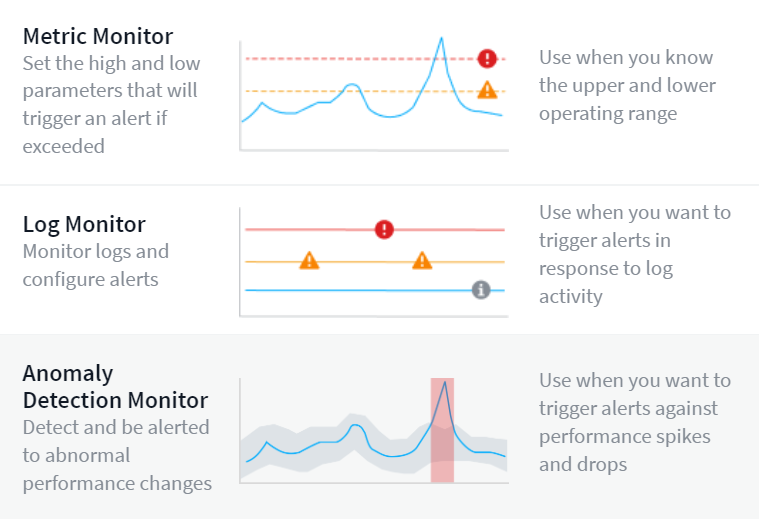 Metric Monitor
Set the high and low
parameters that will
trigger an alert if
exceeded
Use when you know
the upper and lower
operating range
Log Monitor
Monitor logs and
configure alerts
Use when you want to
trigger alerts in
response to log
activity
Anomaly
Detection Monitor
Detect and be alerted
to abnormal
performance changes
Use when you want to
trigger alerts against
performance spikes
and drops